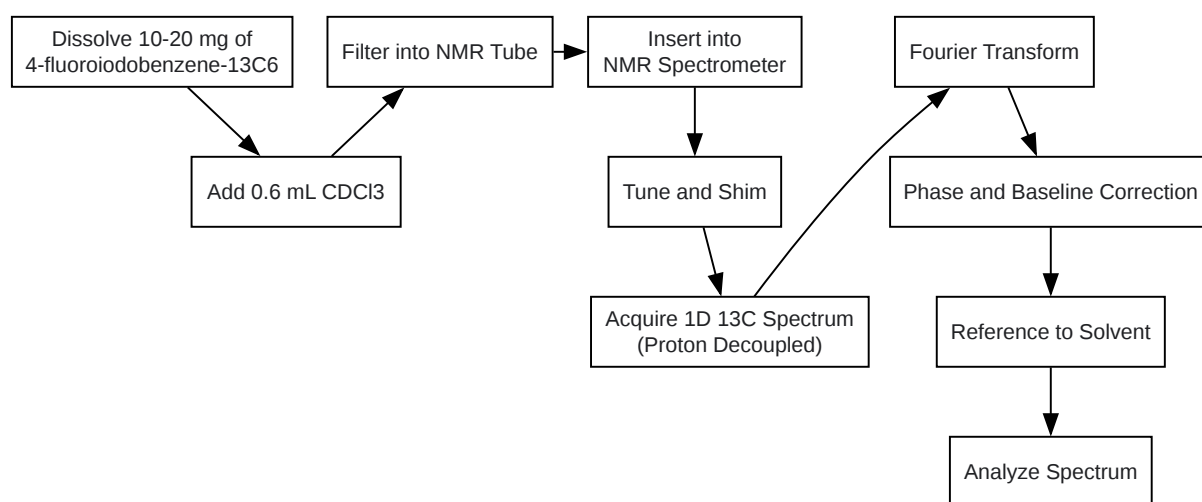 Dissolve 10-20 mg of
4-fluoroiodobenzene-13C6
Add 0.6 mL CDCl3
Filter into NMR Tube
Insert into
NMR Spectrometer
Tune and Shim
Acquire 1D 13C Spectrum
(Proton Decoupled)
Fourier Transform
Phase and Baseline Correction
Reference to Solvent
Analyze Spectrum